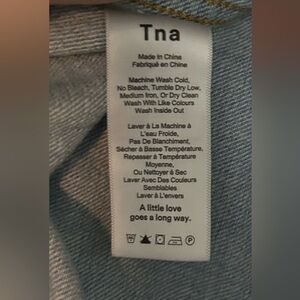 Tna
Made in China
Fabriqué en Chine
Machine Wash Cold,
No Bleach, Tumble Dry Low,
Medium Iron, Or Dry Clean
Wash With Like Colours
Wash Inside Out
Laver à La Machine à
L'eau Froide,
Pas De Blanchiment,
Sécher à Basse Température,
Repasser à Température
Moyenne,
Ou Nettoyer à Sec
Laver Avec Des Couleurs
Semblables
Laver à L'envers
A little love
goes a long way.
P